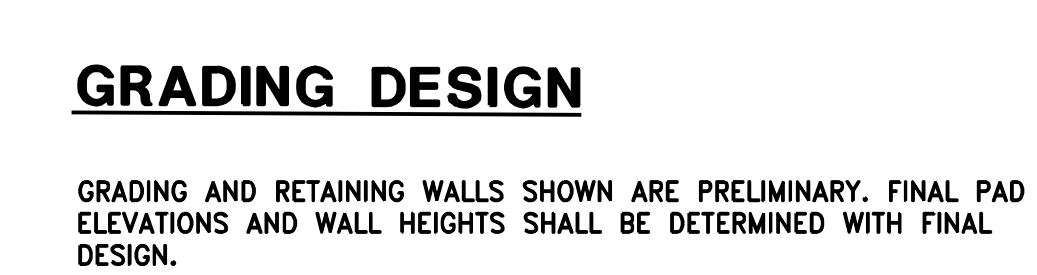 GRADING DESIGN
GRADING AND RETAINING WALLS SHOWN ARE PRELIMINARY. FINAL PAD
ELEVATIONS AND WALL HEIGHTS SHALL BE DETERMINED WITH FINAL
DESIGN.